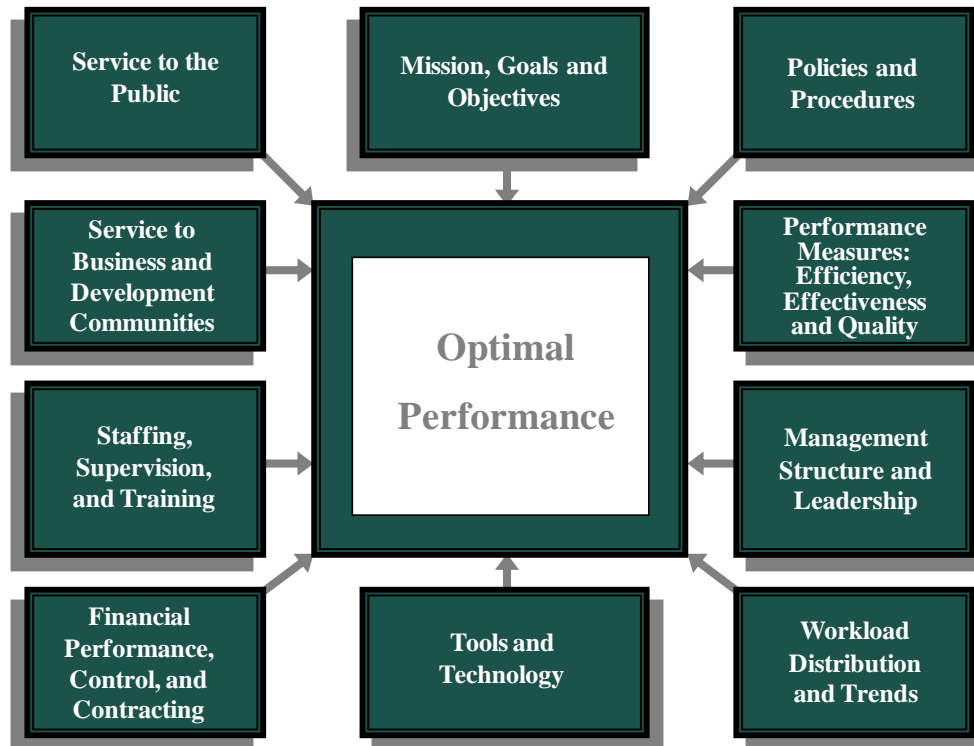 Service to the
Public
Mission, Goals and
Objectives
Policies and
Procedures
Service to
Business and
Development
Communities
Performance
Measures:
Efficiency,
Effectiveness
and Quality
Optimal
Performance
Staffing,
Supervision,
and Training
Management
Structure and
Leadership
Financial
Performance,
Control, and
Contracting
Tools and
Technology
Workload
Distribution
and Trends